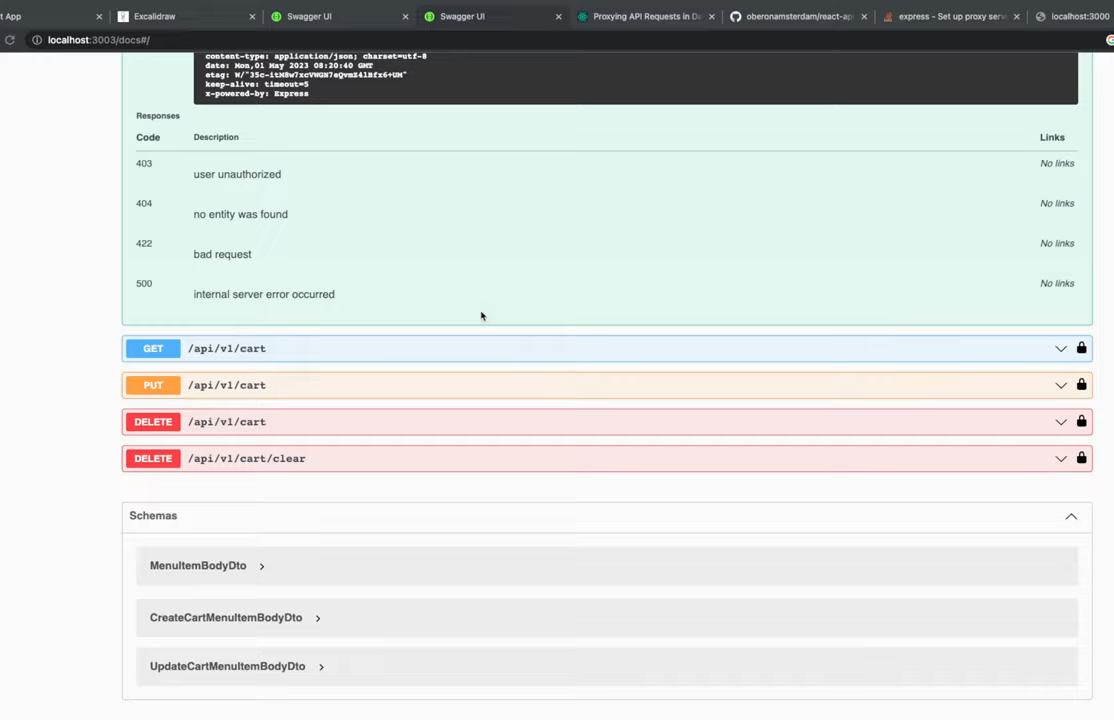 t App
Excalidraw
Swagger UI
Swagger UI
Proxying API Requests in De
oberonamsterdam/react-ap
express - Set up proxy serv
localhost:3000
localhost:3003/docs#/
content-type: application/json; charset=utf-8
date: Mon,01 May 2023 08:20:40 GMT
keep-alive: timeout=5
x-powered-by: Express
Responses
Code Description Links
403 user unauthorized No links
404 no entity was found No links
422 bad request No links
500 internal server error occurred No links
GET /api/v1/cart
PUT /api/v1/cart
DELETE /api/v1/cart
DELETE /api/v1/cart/clear
Schemas
MenuItemBodyDto
CreateCartMenuItemBodyDto
UpdateCartMenuItemBodyDto